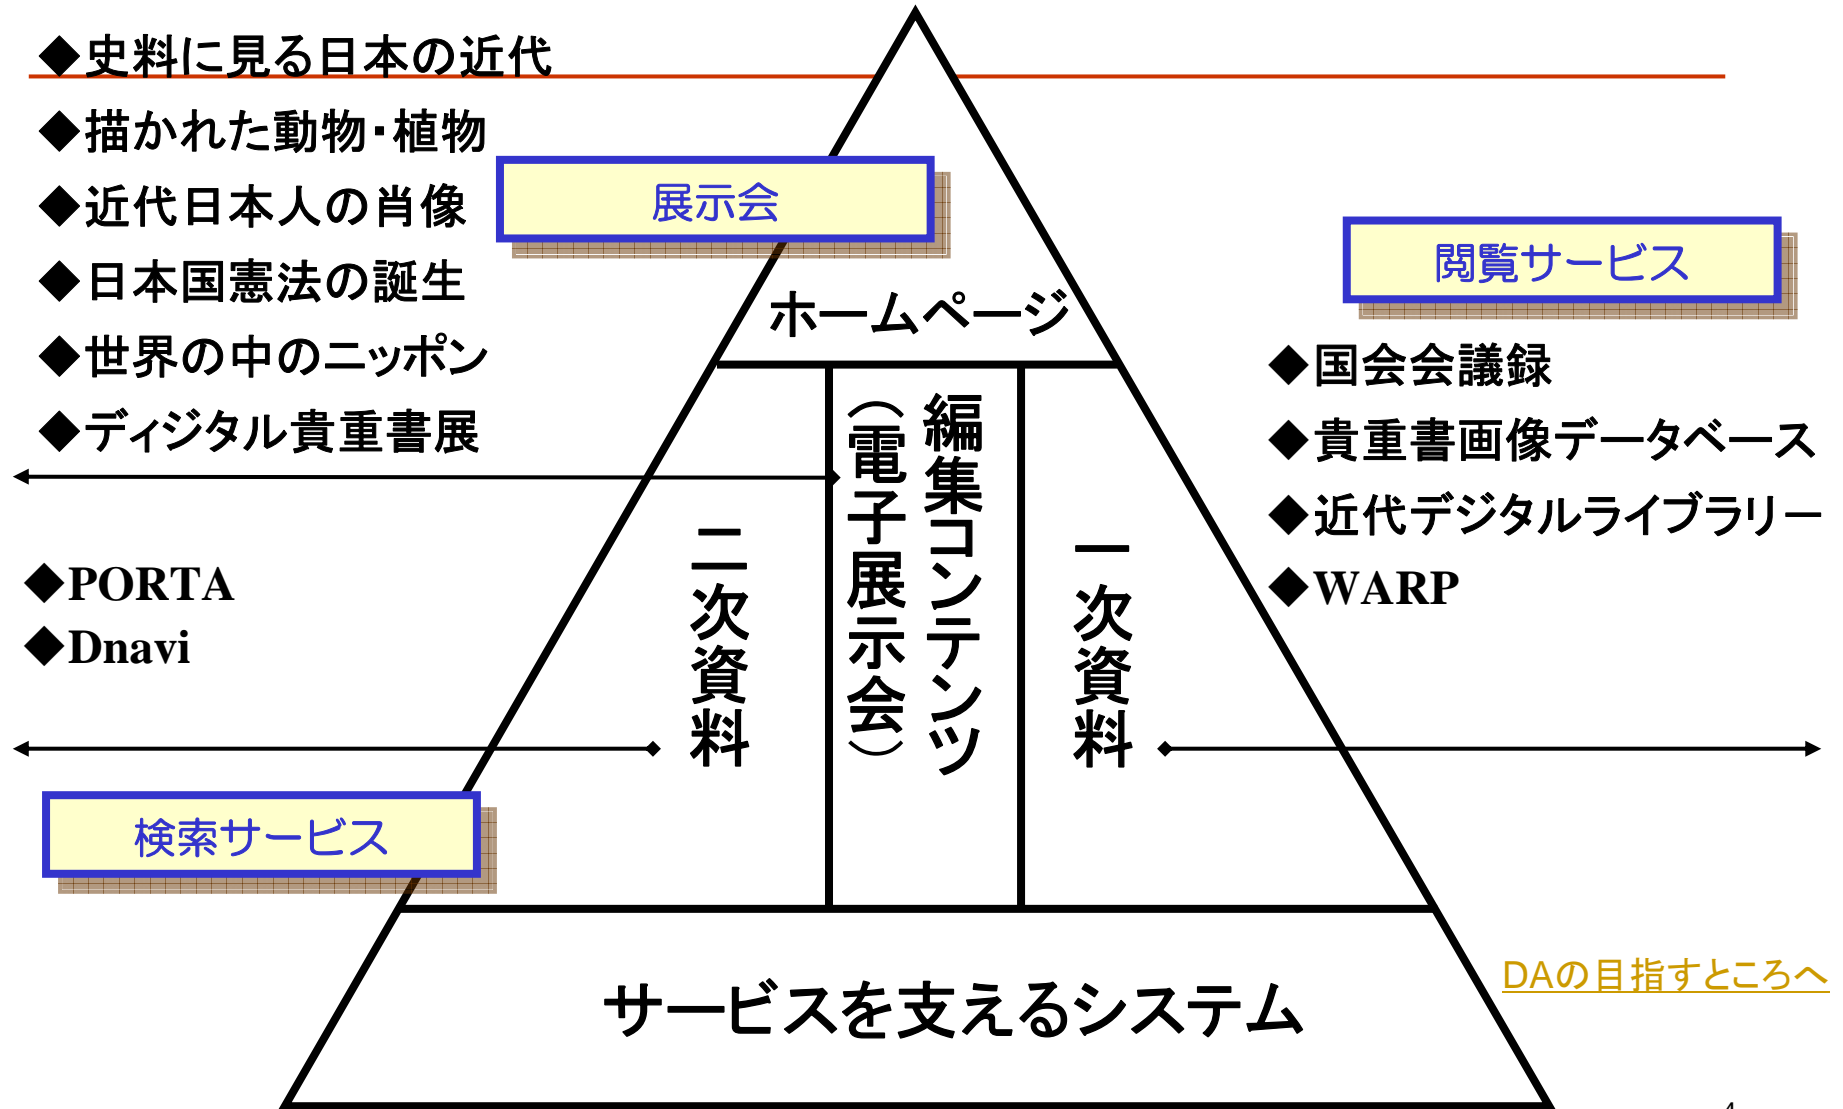 ◆史料に見る日本の近代
◆描かれた動物・植物
◆近代日本人の肖像
◆日本国憲法の誕生
◆世界の中のニッポン
◆ディジタル貴重書展
展示会
ホームページ
閲覧サービス
◆国会会議録
◆貴重書画像データベース
◆近代デジタルライブラリー
◆WARP
編集コンテンツ
（電子展示会）
二次資料
一次資料
◆PORTA
◆Dnavi
検索サービス
サービスを支えるシステム
DAの目指すところへ